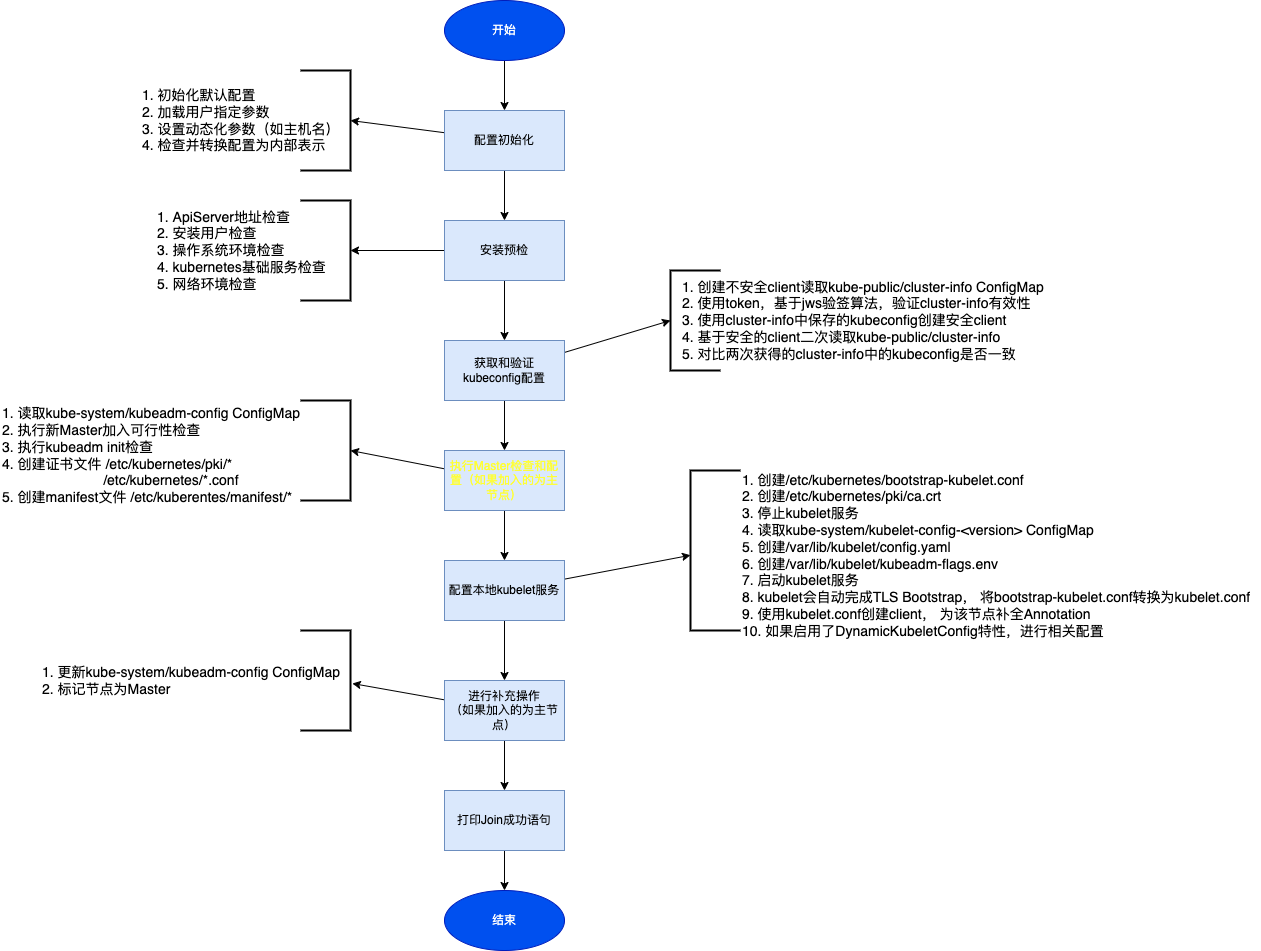 开始
1. 初始化默认配置
2. 加载用户指定参数
3. 设置动态化参数（如主机名）
4. 检查并转换配置为内部表示
配置初始化
1. ApiServer地址检查
2. 安装用户检查
3. 操作系统环境检查
4. kubernetes基础服务检查
5. 网络环境检查
安装预检
1. 创建不安全client读取kube-public/cluster-info ConfigMap
2. 使用token，基于jws验签算法，验证cluster-info有效性
3. 使用cluster-info中保存的kubeconfig创建安全client
4. 基于安全的client二次读取kube-public/cluster-info
5. 对比两次获得的cluster-info中的kubeconfig是否一致
获取和验证
kubeconfig配置
1. 读取kube-system/kubeadm-config ConfigMap
2. 执行新Master加入可行性检查
3. 执行kubeadm init检查
4. 创建证书文件 /etc/kubernetes/pki/*
/etc/kubernetes/*.conf
5. 创建manifest文件 /etc/kuberentes/manifest/*
执行Master检查和配
置（如果加入的为主
节点）
1. 创建/etc/kubernetes/bootstrap-kubelet.conf
2. 创建/etc/kubernetes/pki/ca.crt
3. 停止kubelet服务
4. 读取kube-system/kubelet-config-<version> ConfigMap
5. 创建/var/lib/kubelet/config.yaml
6. 创建/var/lib/kubelet/kubeadm-flags.env
7. 启动kubelet服务
8. kubelet会自动完成TLS Bootstrap， 将bootstrap-kubelet.conf转换为kubelet.conf
9. 使用kubelet.conf创建client， 为该节点补全Annotation
10. 如果启用了DynamicKubeletConfig特性，进行相关配置
配置本地kubelet服务
1. 更新kube-system/kubeadm-config ConfigMap
2. 标记节点为Master
进行补充操作
（如果加入的为主节
点）
打印Join成功语句
结束